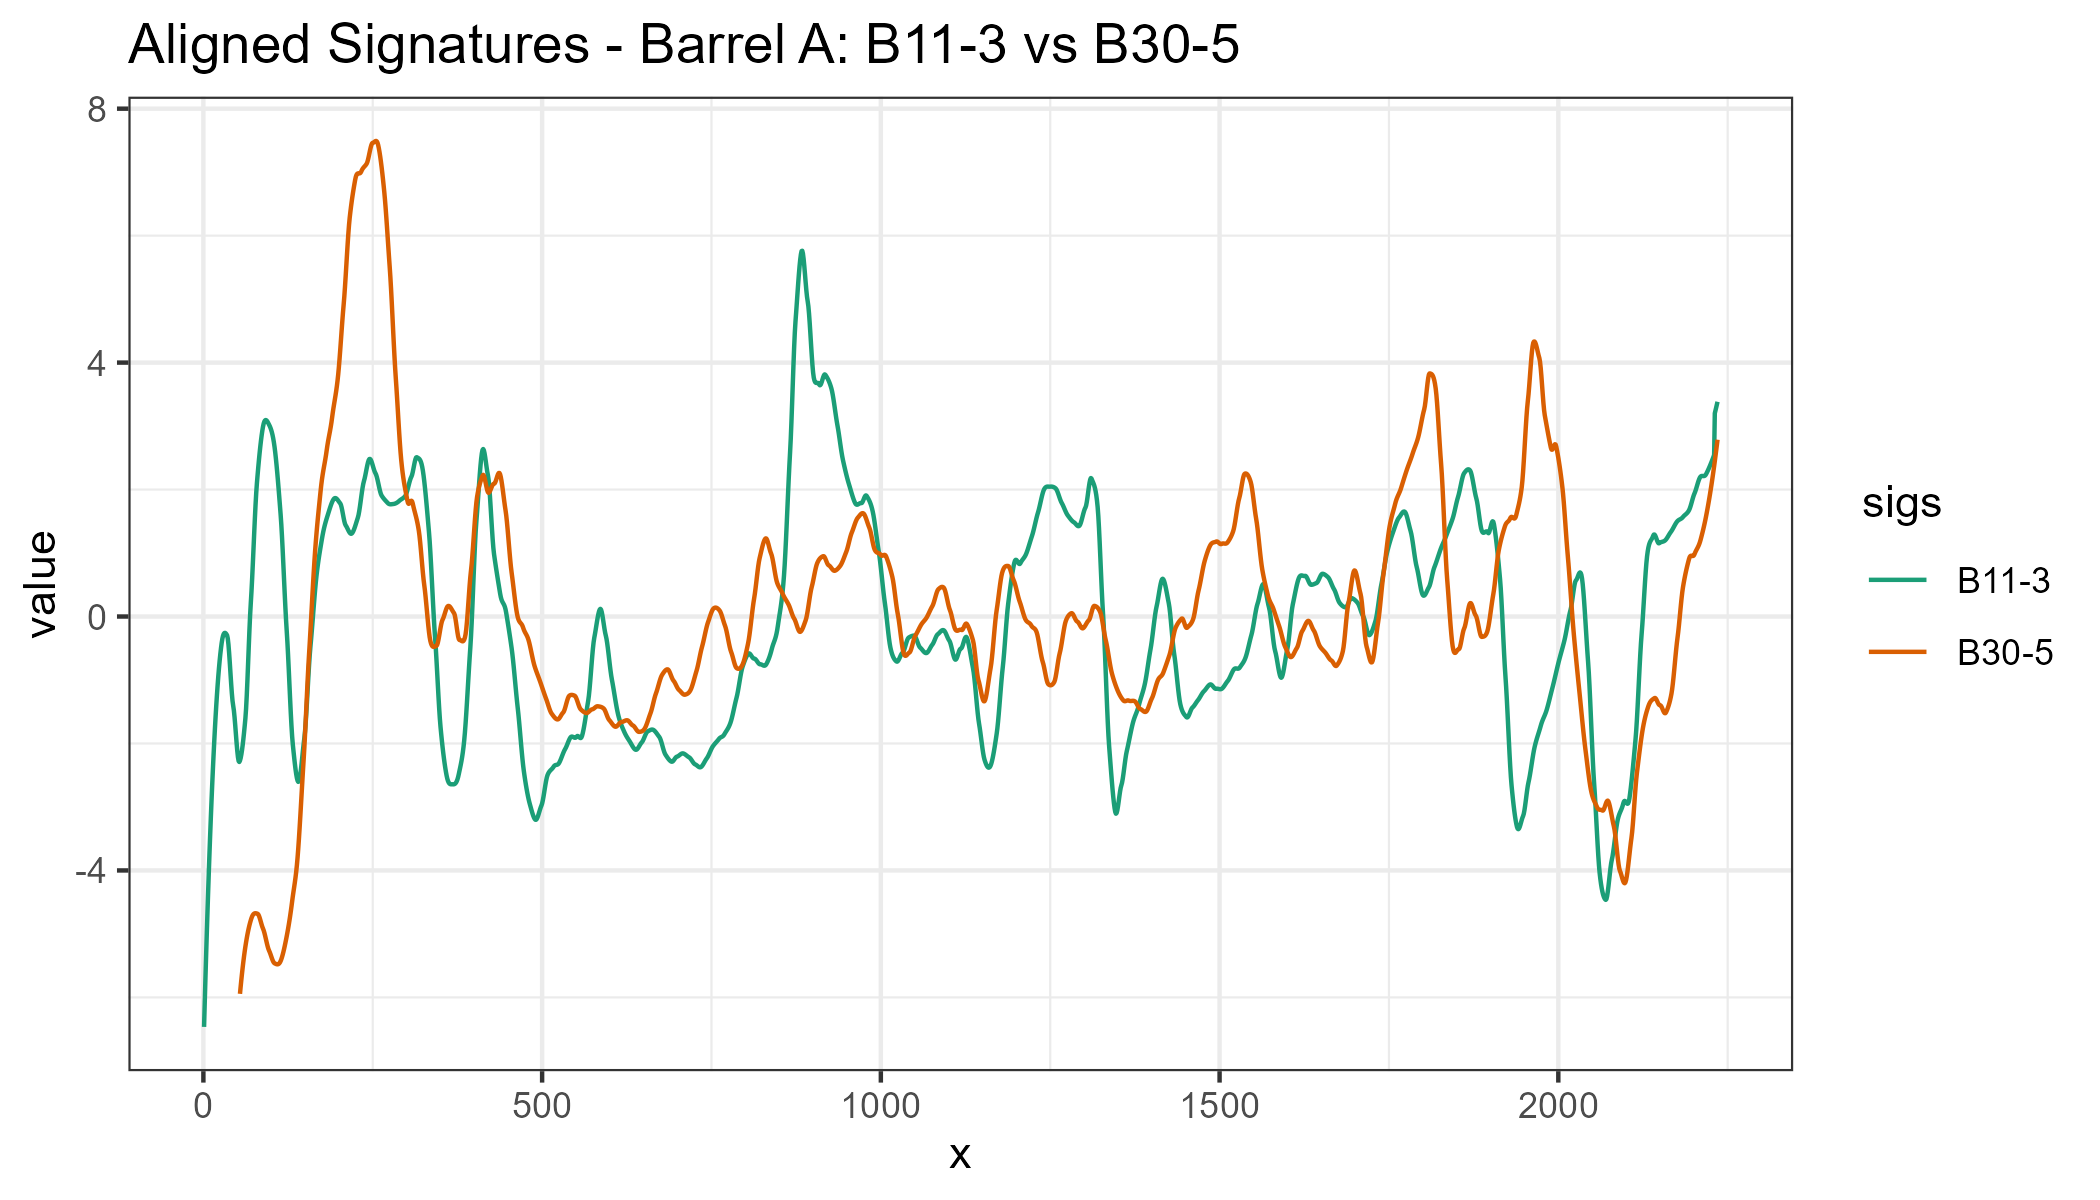 Aligned Signatures - Barrel A: B11-3 vs B30-5
value
8
4
0
-4
0
500
1000
1500
2000
x
sigs
B11-3
B30-5